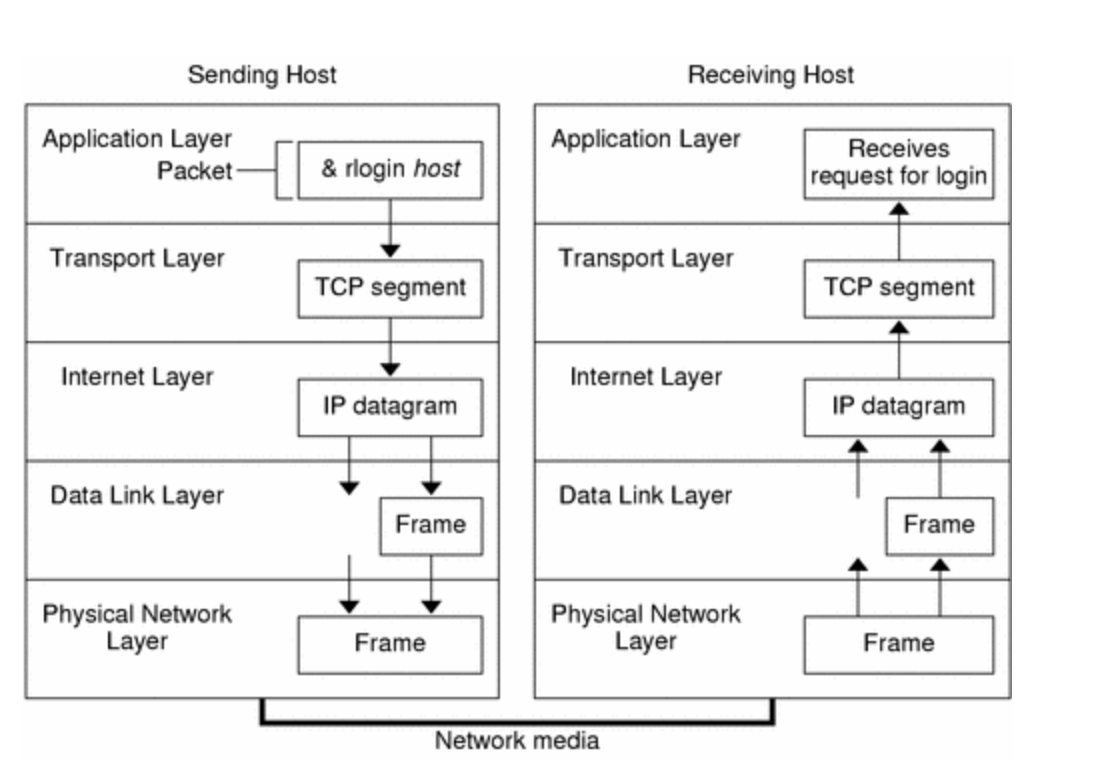 Sending Host
Application Layer
Packet
& rlogin host
Transport Layer
TCP segment
Internet Layer
IP datagram
Data Link Layer
Frame
Physical Network
Layer
Frame
Receiving Host
Application Layer
Receives
request for login
Transport Layer
TCP segment
Internet Layer
IP datagram
Data Link Layer
Frame
Physical Network
Layer
Frame
Network media